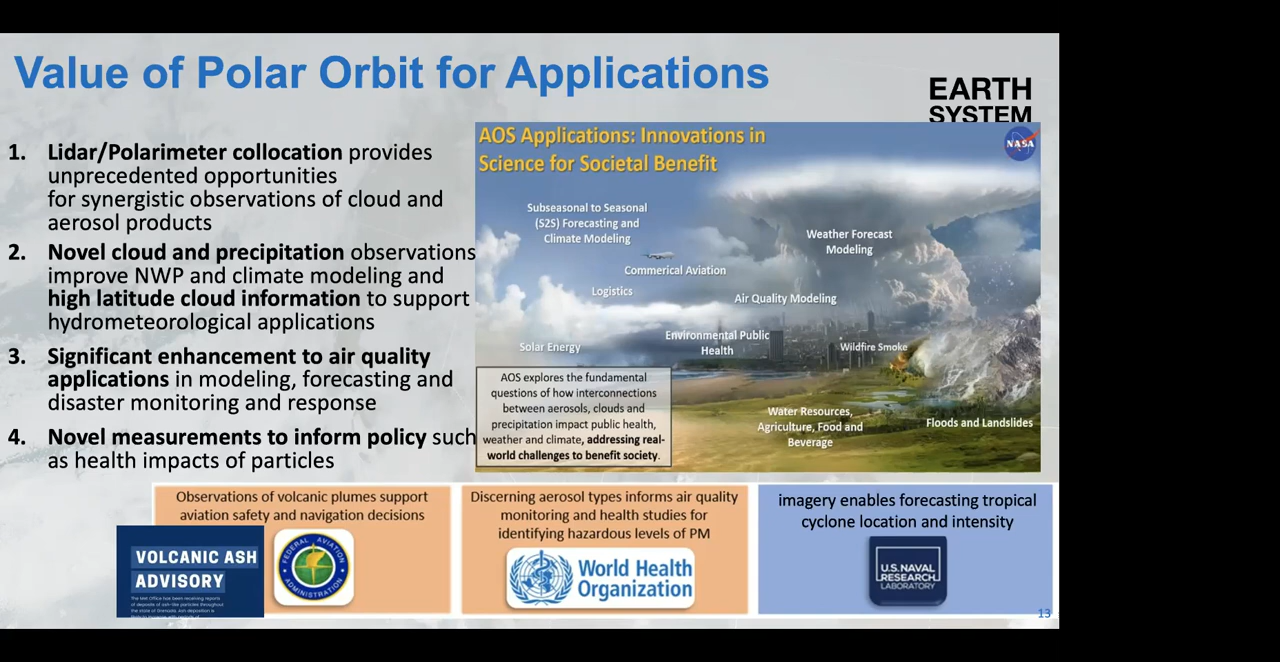 Value of Polar Orbit for Applications
EARTH
SYSTEM
1. Lidar/Polarimeter collocation provides
unprecedented opportunities
for synergistic observations of cloud and
aerosol products
2. Novel cloud and precipitation observations
improve NWP and climate modeling and
high latitude cloud information to support
hydrometeorological applications
3. Significant enhancement to air quality
applications in modeling, forecasting and
disaster monitoring and response
4. Novel measurements to inform policy such
as health impacts of particles
AOS Applications: Innovations in
Science for Societal Benefit
NASA
Subseasonal to Seasonal
(S2S) Forecasting and
Climate Modeling
Weather Forecast
Modeling
Commerical Aviation
Logistics
Air Quality Modeling
Solar Energy
Environmental Public
Health
Wildfire Smoke
AOS explores the fundamental
questions of how interconnections
between aerosols, clouds and
precipitation impact public health,
weather and climate, addressing real-
world challenges to benefit society.
Water Resources,
Agriculture, Food and
Beverage
Floods and Landslides
Observations of volcanic plumes support
aviation safety and navigation decisions
VOLCANIC ASH
ADVISORY
FEDERAL AVIATION
ADMINISTRATION
Discerning aerosol types informs air quality
monitoring and health studies for
identifying hazardous levels of PM
World Health
Organization
imagery enables forecasting tropical
cyclone location and intensity
U.S. NAVAL
RESEARCH
LABORATORY
13